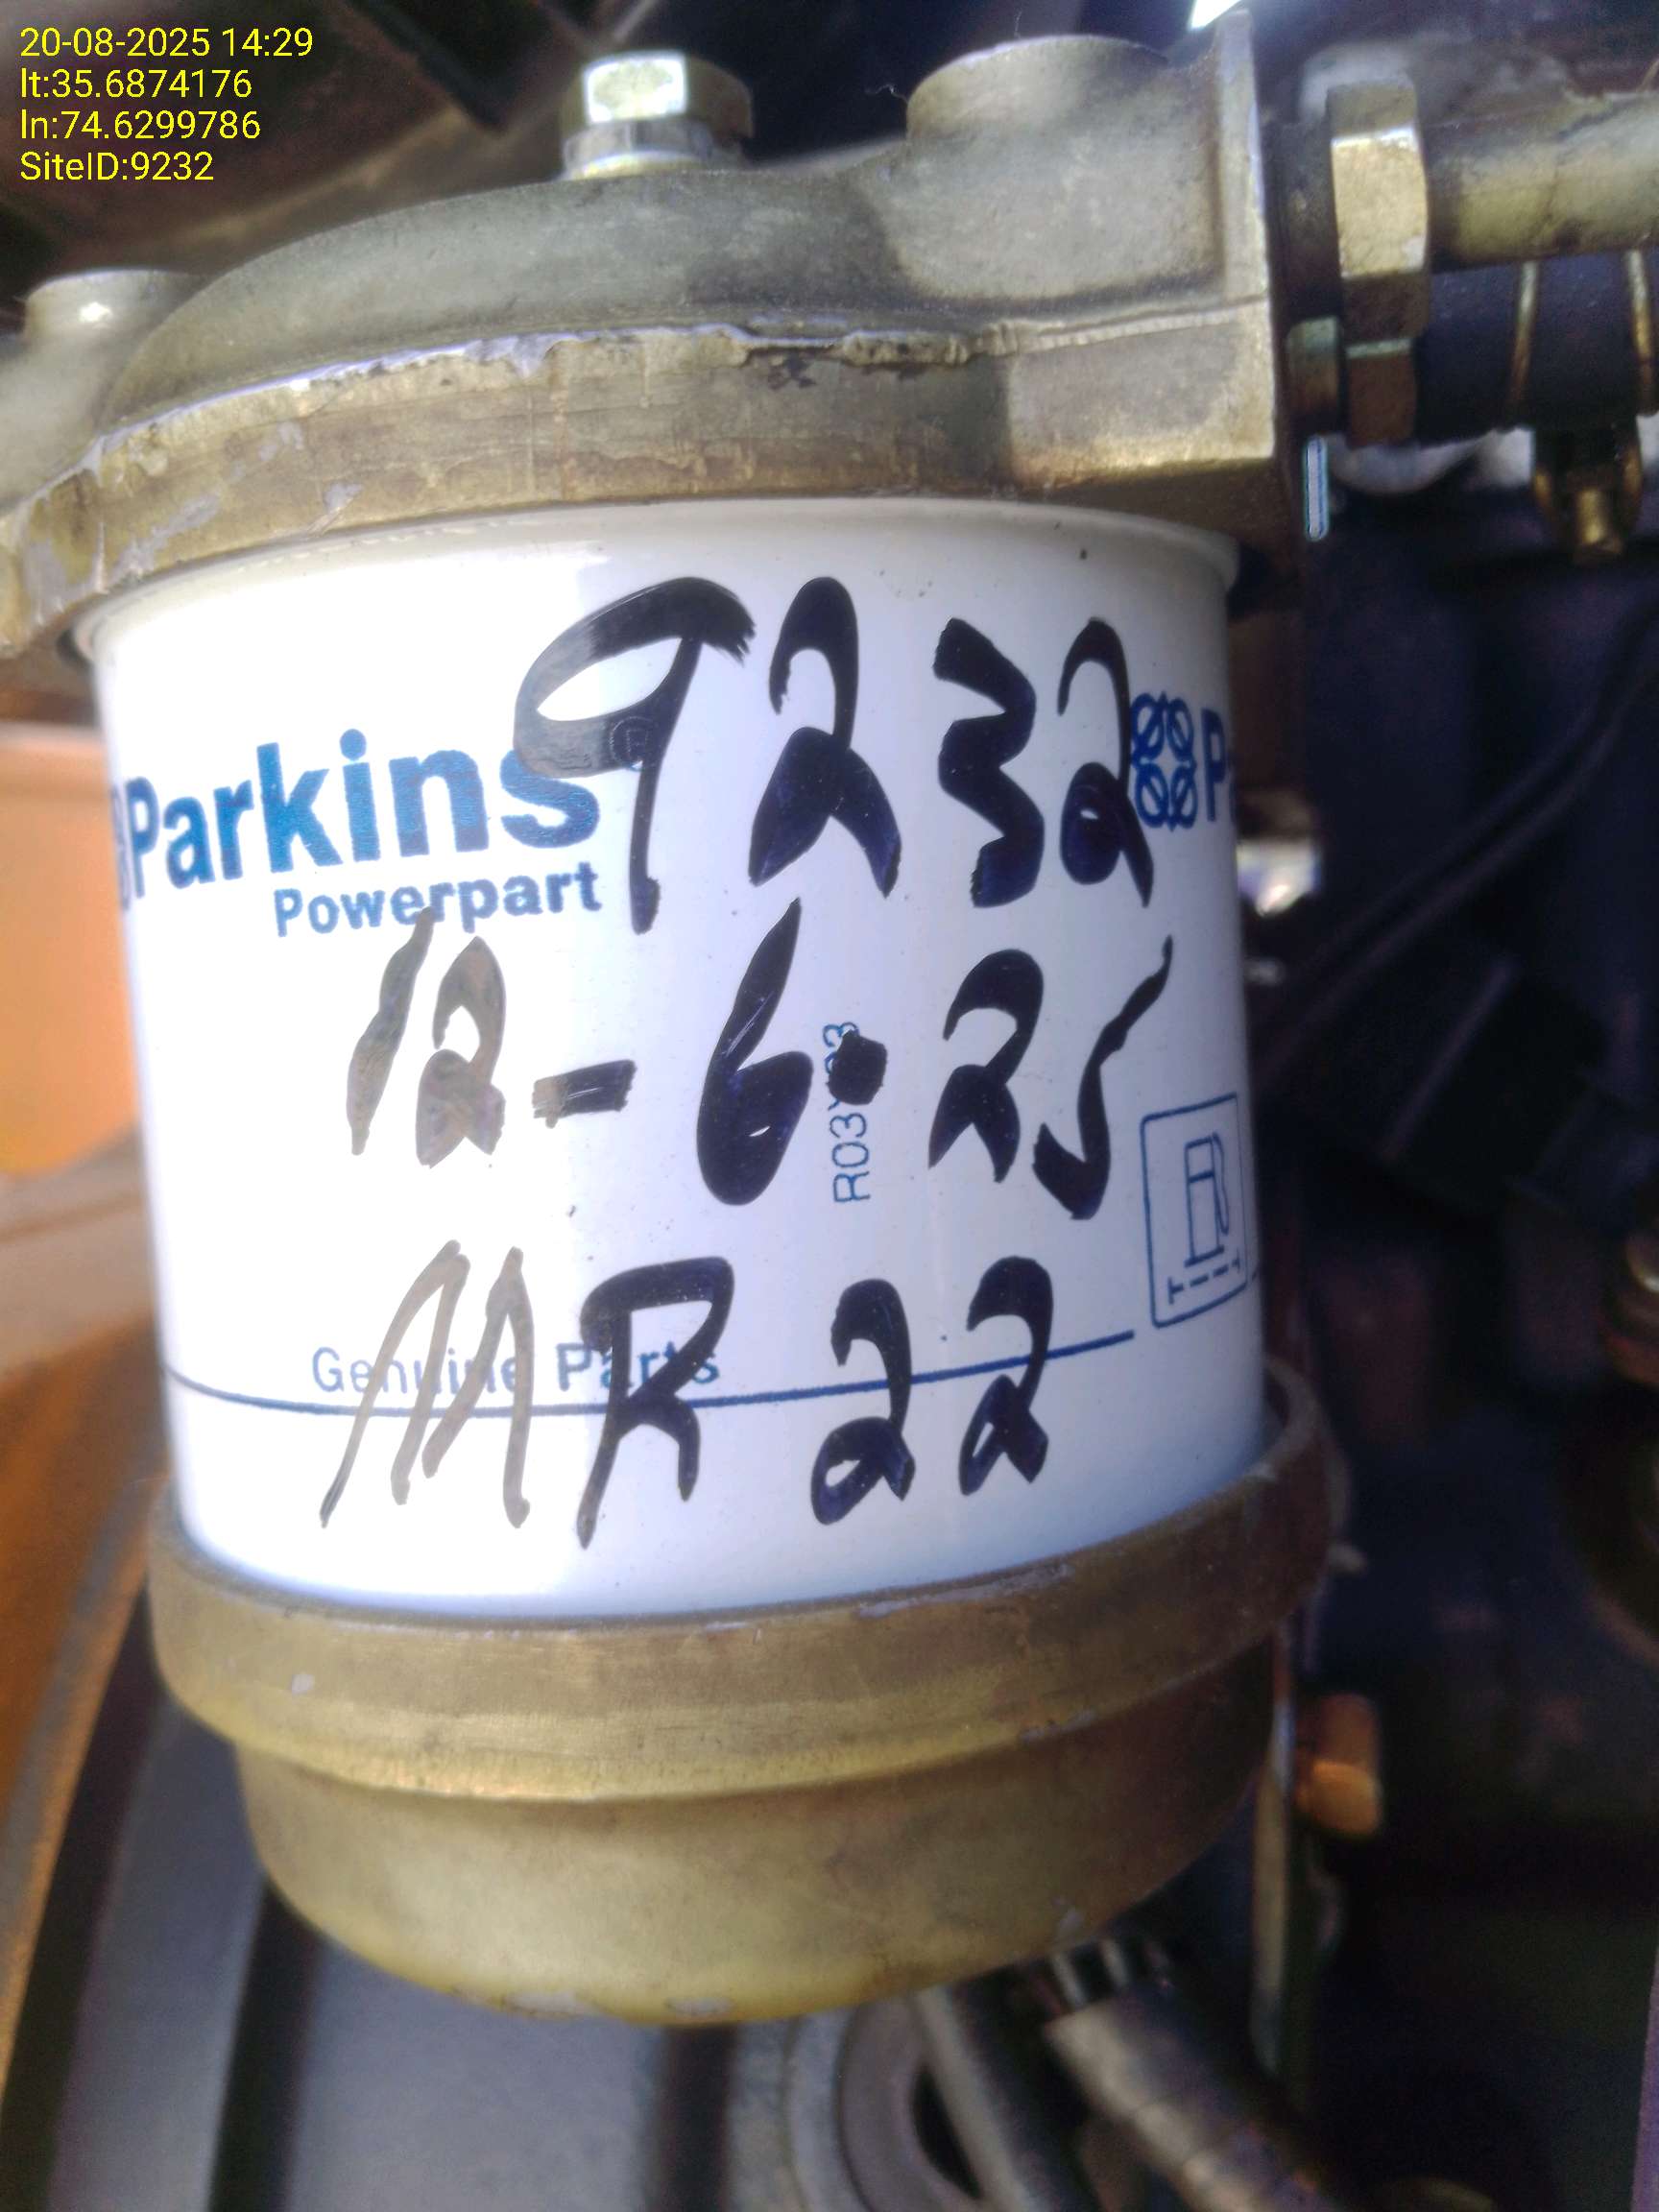 20-08-2025 14:29
lt:35.6874176
ln:74.6299786
SiteID:9232
9232
Parkins
Powerpart
12-6.25
Genuine Parts
MR 22